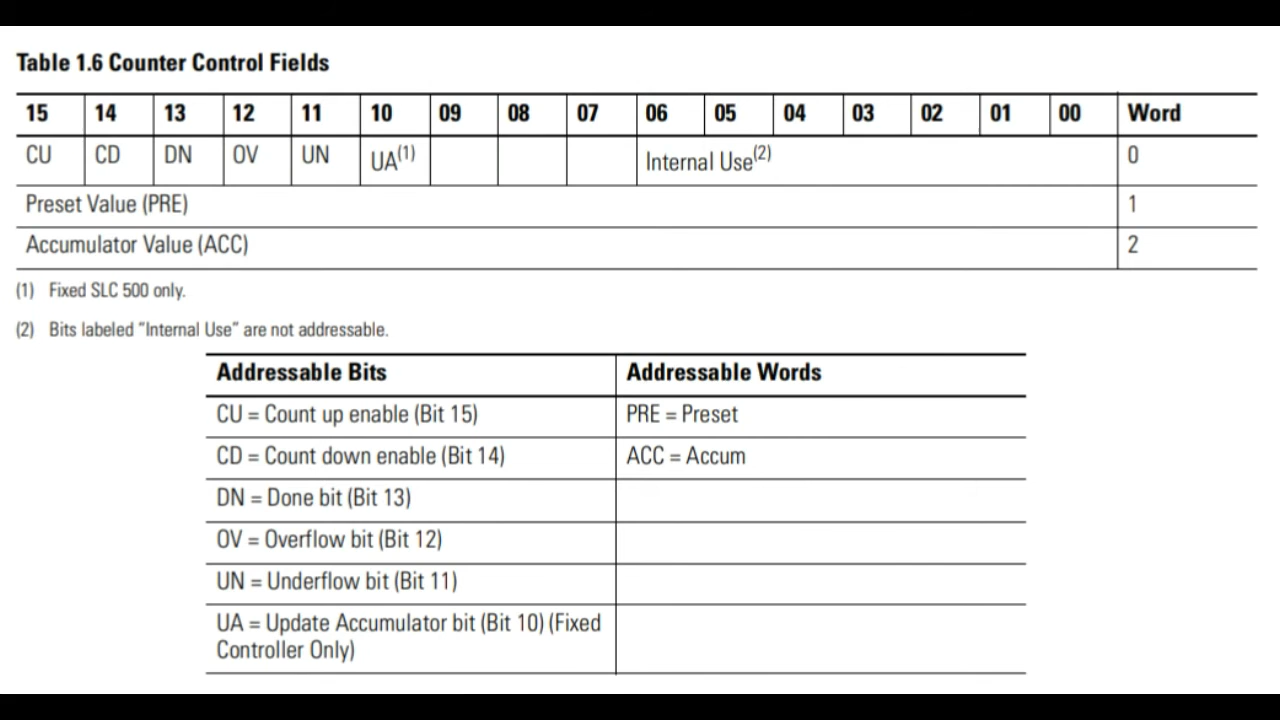 Table 1.6 Counter Control Fields
15 14 13 12 11 10 09 08 07 06 05 04 03 02 01 00 Word
CU CD DN OV UN UA(1) Internal Use(2) 0
Preset Value (PRE) 1
Accumulator Value (ACC) 2
(1) Fixed SLC 500 only.
(2) Bits labeled “Internal Use” are not addressable.
Addressable Bits Addressable Words
CU = Count up enable (Bit 15) PRE = Preset
CD = Count down enable (Bit 14) ACC = Accum
DN = Done bit (Bit 13)
OV = Overflow bit (Bit 12)
UN = Underflow bit (Bit 11)
UA = Update Accumulator bit (Bit 10) (Fixed
Controller Only)